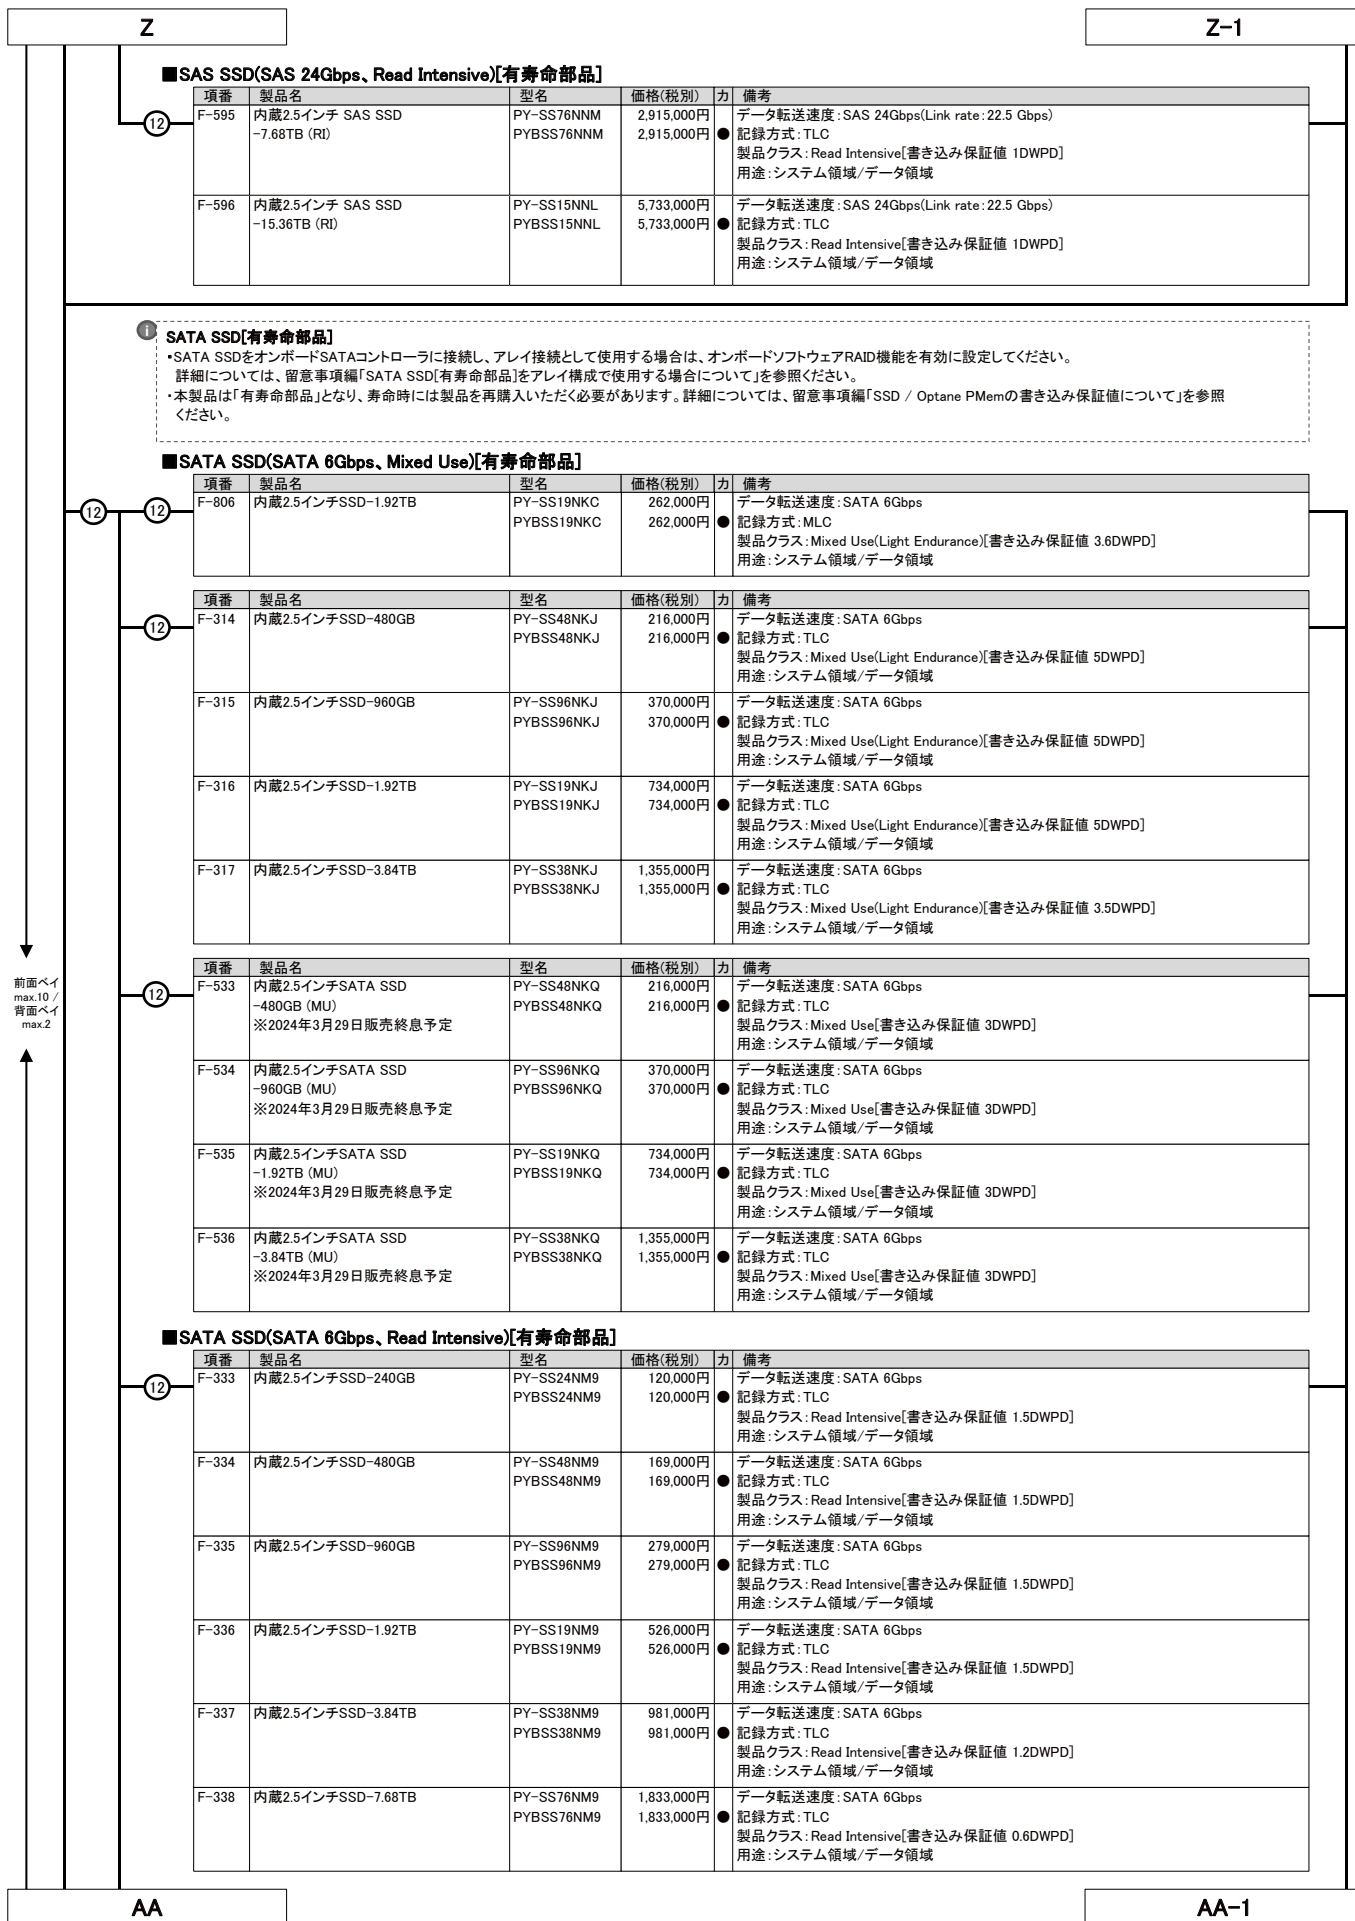 Z
Z-1
■SAS SSD(SAS 24Gbps、Read Intensive)[有寿命部品]
項番 製品名 型名 価格(税別) カ 備考
⑫ F-595 内蔵2.5インチ SAS SSD PY-SS76NNM 2,915,000円 データ転送速度:SAS 24Gbps(Link rate:22.5 Gbps)
-7.68TB (RI) PYBSS76NNM 2,915,000円 ● 記録方式:TLC
製品クラス:Read Intensive[書き込み保証値 1DWPD]
用途:システム領域/データ領域
F-596 内蔵2.5インチ SAS SSD PY-SS15NNL 5,733,000円 データ転送速度:SAS 24Gbps(Link rate:22.5 Gbps)
-15.36TB (RI) PYBSS15NNL 5,733,000円 ● 記録方式:TLC
製品クラス:Read Intensive[書き込み保証値 1DWPD]
用途:システム領域/データ領域
i SATA SSD[有寿命部品]
・SATA SSDをオンボードSATAコントローラに接続し、アレイ接続として使用する場合は、オンボードソフトウェアRAID機能を有効に設定してください。
詳細については、留意事項編「SATA SSD[有寿命部品]をアレイ構成で使用する場合について」を参照ください。
・本製品は「有寿命部品」となり、寿命時には製品を再購入いただく必要があります。詳細については、留意事項編「SSD / Optane PMemの書き込み保証値について」を参照
ください。
■SATA SSD(SATA 6Gbps、Mixed Use)[有寿命部品]
項番 製品名 型名 価格(税別) カ 備考
⑫ ⑫ F-806 内蔵2.5インチSSD-1.92TB PY-SS19NKC 262,000円 データ転送速度:SATA 6Gbps
PYBSS19NKC 262,000円 ● 記録方式:MLC
製品クラス:Mixed Use(Light Endurance)[書き込み保証値 3.6DWPD]
用途:システム領域/データ領域
項番 製品名 型名 価格(税別) カ 備考
⑫ F-314 内蔵2.5インチSSD-480GB PY-SS48NKJ 216,000円 データ転送速度:SATA 6Gbps
PYBSS48NKJ 216,000円 ● 記録方式:TLC
製品クラス:Mixed Use(Light Endurance)[書き込み保証値 5DWPD]
用途:システム領域/データ領域
F-315 内蔵2.5インチSSD-960GB PY-SS96NKJ 370,000円 データ転送速度:SATA 6Gbps
PYBSS96NKJ 370,000円 ● 記録方式:TLC
製品クラス:Mixed Use(Light Endurance)[書き込み保証値 5DWPD]
用途:システム領域/データ領域
F-316 内蔵2.5インチSSD-1.92TB PY-SS19NKJ 734,000円 データ転送速度:SATA 6Gbps
PYBSS19NKJ 734,000円 ● 記録方式:TLC
製品クラス:Mixed Use(Light Endurance)[書き込み保証値 5DWPD]
用途:システム領域/データ領域
F-317 内蔵2.5インチSSD-3.84TB PY-SS38NKJ 1,355,000円 データ転送速度:SATA 6Gbps
PYBSS38NKJ 1,355,000円 ● 記録方式:TLC
製品クラス:Mixed Use(Light Endurance)[書き込み保証値 3.5DWPD]
用途:システム領域/データ領域
前面ベイ
max.10 /
背面ベイ
max.2
項番 製品名 型名 価格(税別) カ 備考
⑫ F-533 内蔵2.5インチSATA SSD PY-SS48NKQ 216,000円 データ転送速度:SATA 6Gbps
-480GB (MU) PYBSS48NKQ 216,000円 ● 記録方式:TLC
※2024年3月29日販売終息予定 製品クラス:Mixed Use[書き込み保証値 3DWPD]
用途:システム領域/データ領域
F-534 内蔵2.5インチSATA SSD PY-SS96NKQ 370,000円 データ転送速度:SATA 6Gbps
-960GB (MU) PYBSS96NKQ 370,000円 ● 記録方式:TLC
※2024年3月29日販売終息予定 製品クラス:Mixed Use[書き込み保証値 3DWPD]
用途:システム領域/データ領域
F-535 内蔵2.5インチSATA SSD PY-SS19NKQ 734,000円 データ転送速度:SATA 6Gbps
-1.92TB (MU) PYBSS19NKQ 734,000円 ● 記録方式:TLC
※2024年3月29日販売終息予定 製品クラス:Mixed Use[書き込み保証値 3DWPD]
用途:システム領域/データ領域
F-536 内蔵2.5インチSATA SSD PY-SS38NKQ 1,355,000円 データ転送速度:SATA 6Gbps
-3.84TB (MU) PYBSS38NKQ 1,355,000円 ● 記録方式:TLC
※2024年3月29日販売終息予定 製品クラス:Mixed Use[書き込み保証値 3DWPD]
用途:システム領域/データ領域
■SATA SSD(SATA 6Gbps、Read Intensive)[有寿命部品]
項番 製品名 型名 価格(税別) カ 備考
⑫ F-333 内蔵2.5インチSSD-240GB PY-SS24NM9 120,000円 データ転送速度:SATA 6Gbps
PYBSS24NM9 120,000円 ● 記録方式:TLC
製品クラス:Read Intensive[書き込み保証値 1.5DWPD]
用途:システム領域/データ領域
F-334 内蔵2.5インチSSD-480GB PY-SS48NM9 169,000円 データ転送速度:SATA 6Gbps
PYBSS48NM9 169,000円 ● 記録方式:TLC
製品クラス:Read Intensive[書き込み保証値 1.5DWPD]
用途:システム領域/データ領域
F-335 内蔵2.5インチSSD-960GB PY-SS96NM9 279,000円 データ転送速度:SATA 6Gbps
PYBSS96NM9 279,000円 ● 記録方式:TLC
製品クラス:Read Intensive[書き込み保証値 1.5DWPD]
用途:システム領域/データ領域
F-336 内蔵2.5インチSSD-1.92TB PY-SS19NM9 526,000円 データ転送速度:SATA 6Gbps
PYBSS19NM9 526,000円 ● 記録方式:TLC
製品クラス:Read Intensive[書き込み保証値 1.5DWPD]
用途:システム領域/データ領域
F-337 内蔵2.5インチSSD-3.84TB PY-SS38NM9 981,000円 データ転送速度:SATA 6Gbps
PYBSS38NM9 981,000円 ● 記録方式:TLC
製品クラス:Read Intensive[書き込み保証値 1.2DWPD]
用途:システム領域/データ領域
F-338 内蔵2.5インチSSD-7.68TB PY-SS76NM9 1,833,000円 データ転送速度:SATA 6Gbps
PYBSS76NM9 1,833,000円 ● 記録方式:TLC
製品クラス:Read Intensive[書き込み保証値 0.6DWPD]
用途:システム領域/データ領域
AA
AA-1